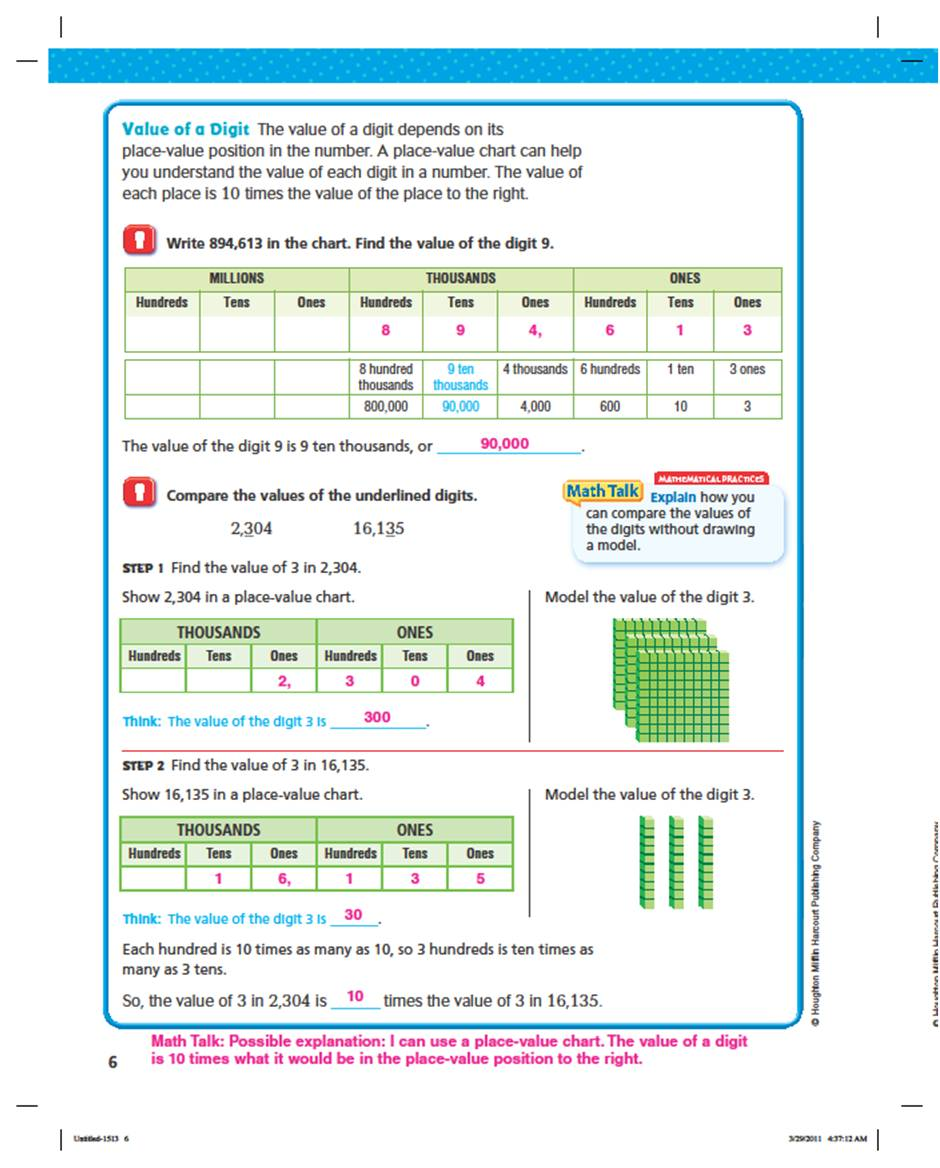 Value of a Digit The value of a digit depends on its
place-value position in the number. A place-value chart can help
you understand the value of each digit in a number. The value of
each place is 10 times the value of the place to the right.
Write 894,613 in the chart. Find the value of the digit 9.
MILLIONS THOUSANDS ONES
Hundreds Tens Ones Hundreds Tens Ones Hundreds Tens Ones
8 9 4, 6 1 3
8 hundred 9 ten 4 thousands 6 hundreds 1 ten 3 ones
thousands thousands
800,000 90,000 4,000 600 10 3
The value of the digit 9 is 9 ten thousands, or 90,000.
Compare the values of the underlined digits.
2,304 16,135
MATHEMATICAL PRACTICES
Math Talk Explain how you
can compare the values of
the digits without drawing
a model.
STEP 1 Find the value of 3 in 2,304.
Show 2,304 in a place-value chart.
Model the value of the digit 3.
THOUSANDS ONES
Hundreds Tens Ones Hundreds Tens Ones
2, 3 0 4
Think: The value of the digit 3 is 300.
STEP 2 Find the value of 3 in 16,135.
Show 16,135 in a place-value chart.
Model the value of the digit 3.
THOUSANDS ONES
Hundreds Tens Ones Hundreds Tens Ones
1 6, 1 3 5
Think: The value of the digit 3 is 30.
Each hundred is 10 times as many as 10, so 3 hundreds is ten times as
many as 3 tens.
So, the value of 3 in 2,304 is 10 times the value of 3 in 16,135.
© Houghton Mifflin Harcourt Publishing Company
Math Talk: Possible explanation: I can use a place-value chart. The value of a digit
is 10 times what it would be in the place-value position to the right.
6
Untitled-1513 6
3/29/2011 4:37:12 AM